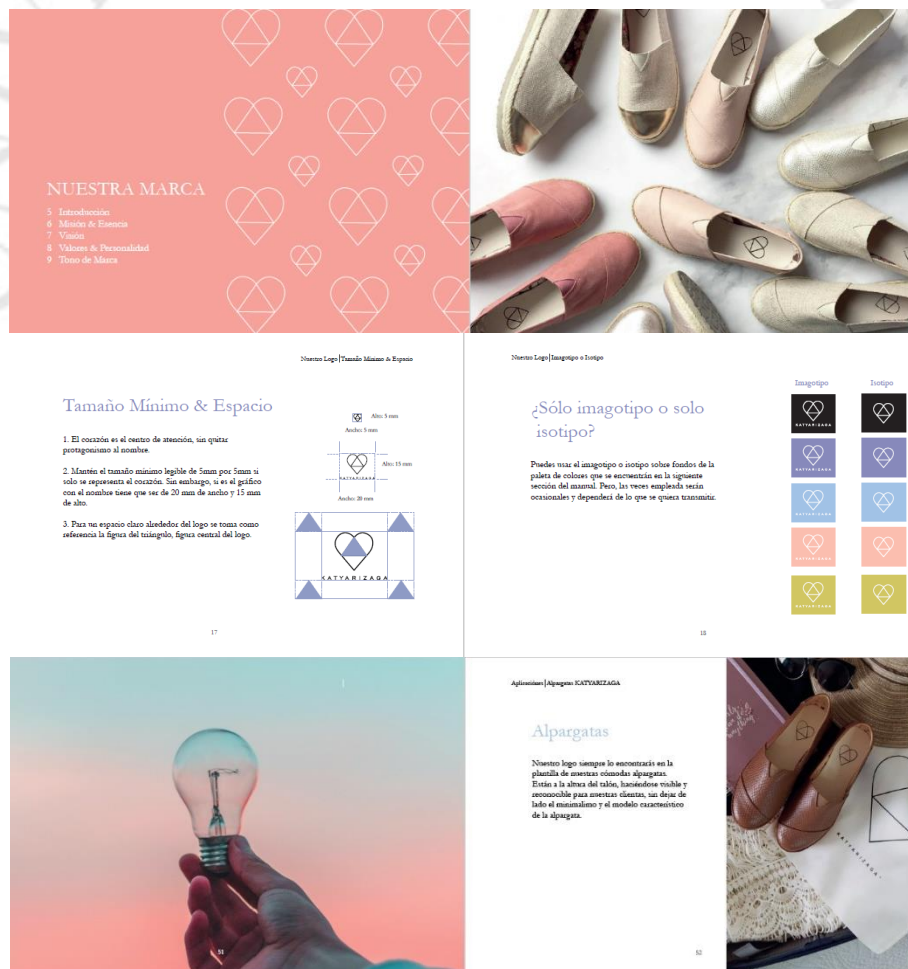 NUESTRA MARCA
5 Introducción
6 Misión & Esencia
7 Visión
8 Valores & Personalidad
9 Tono de Marca
Nuestro Logo|Tamaño Mínimo & Espacio
Tamaño Mínimo & Espacio
1. El corazón es el centro de atención, sin quitar
protagonismo al nombre.
2. Mantén el tamaño mínimo legible de 5mm por 5mm si
solo se representa el corazón. Sin embargo, si es el gráfico
con el nombre tiene que ser de 20 mm de ancho y 15 mm
de alto.
3. Para un espacio claro alrededor del logo se toma como
referencia la figura del triángulo, figura central del logo.
Alto: 5 mm
Ancho: 5 mm
Alto: 15 mm
KATYARIZAGA
Ancho: 20 mm
KATYARIZAGA
17
Nuestro Logo|Imagotipo o Isotipo
¿Sólo imagotipo o solo
isotipo?
Puedes usar el imagotipo o isotipo sobre fondos de la
paleta de colores que se encuentrán en la siguiente
sección del manual. Pero, las veces empleada serán
ocasionales y dependerá de lo que se quiera transmitir.
Imagotipo
Isotipo
KATYARIZAGA
KATYARIZAGA
KATYARIZAGA
KATYARIZAGA
KATYARIZAGA
18
51
Aplicaciones|Alpargatas KATYARIZAGA
Alpargatas
Nuestro logo siempre lo encontrarás en la
plantilla de nuestras cómodas alpargatas.
Están a la altura del talón, haciéndose visible y
reconocible para nuestras clientas, sin dejar de
lado el minimalimo y el modelo característico
de la alpargata.
KATYARIZAGA
52